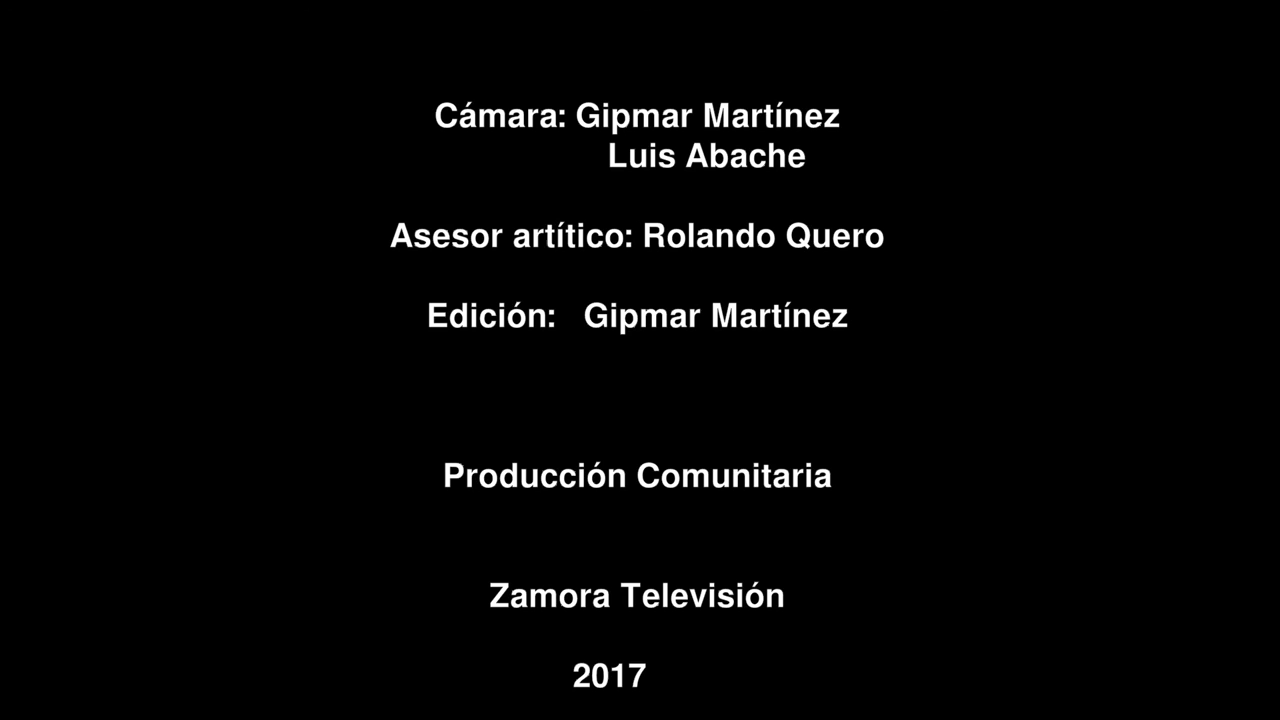 Cámara: Gipmar Martínez
Luis Abache
Asesor artítico: Rolando Quero
Edición: Gipmar Martínez
Producción Comunitaria
Zamora Televisión
2017